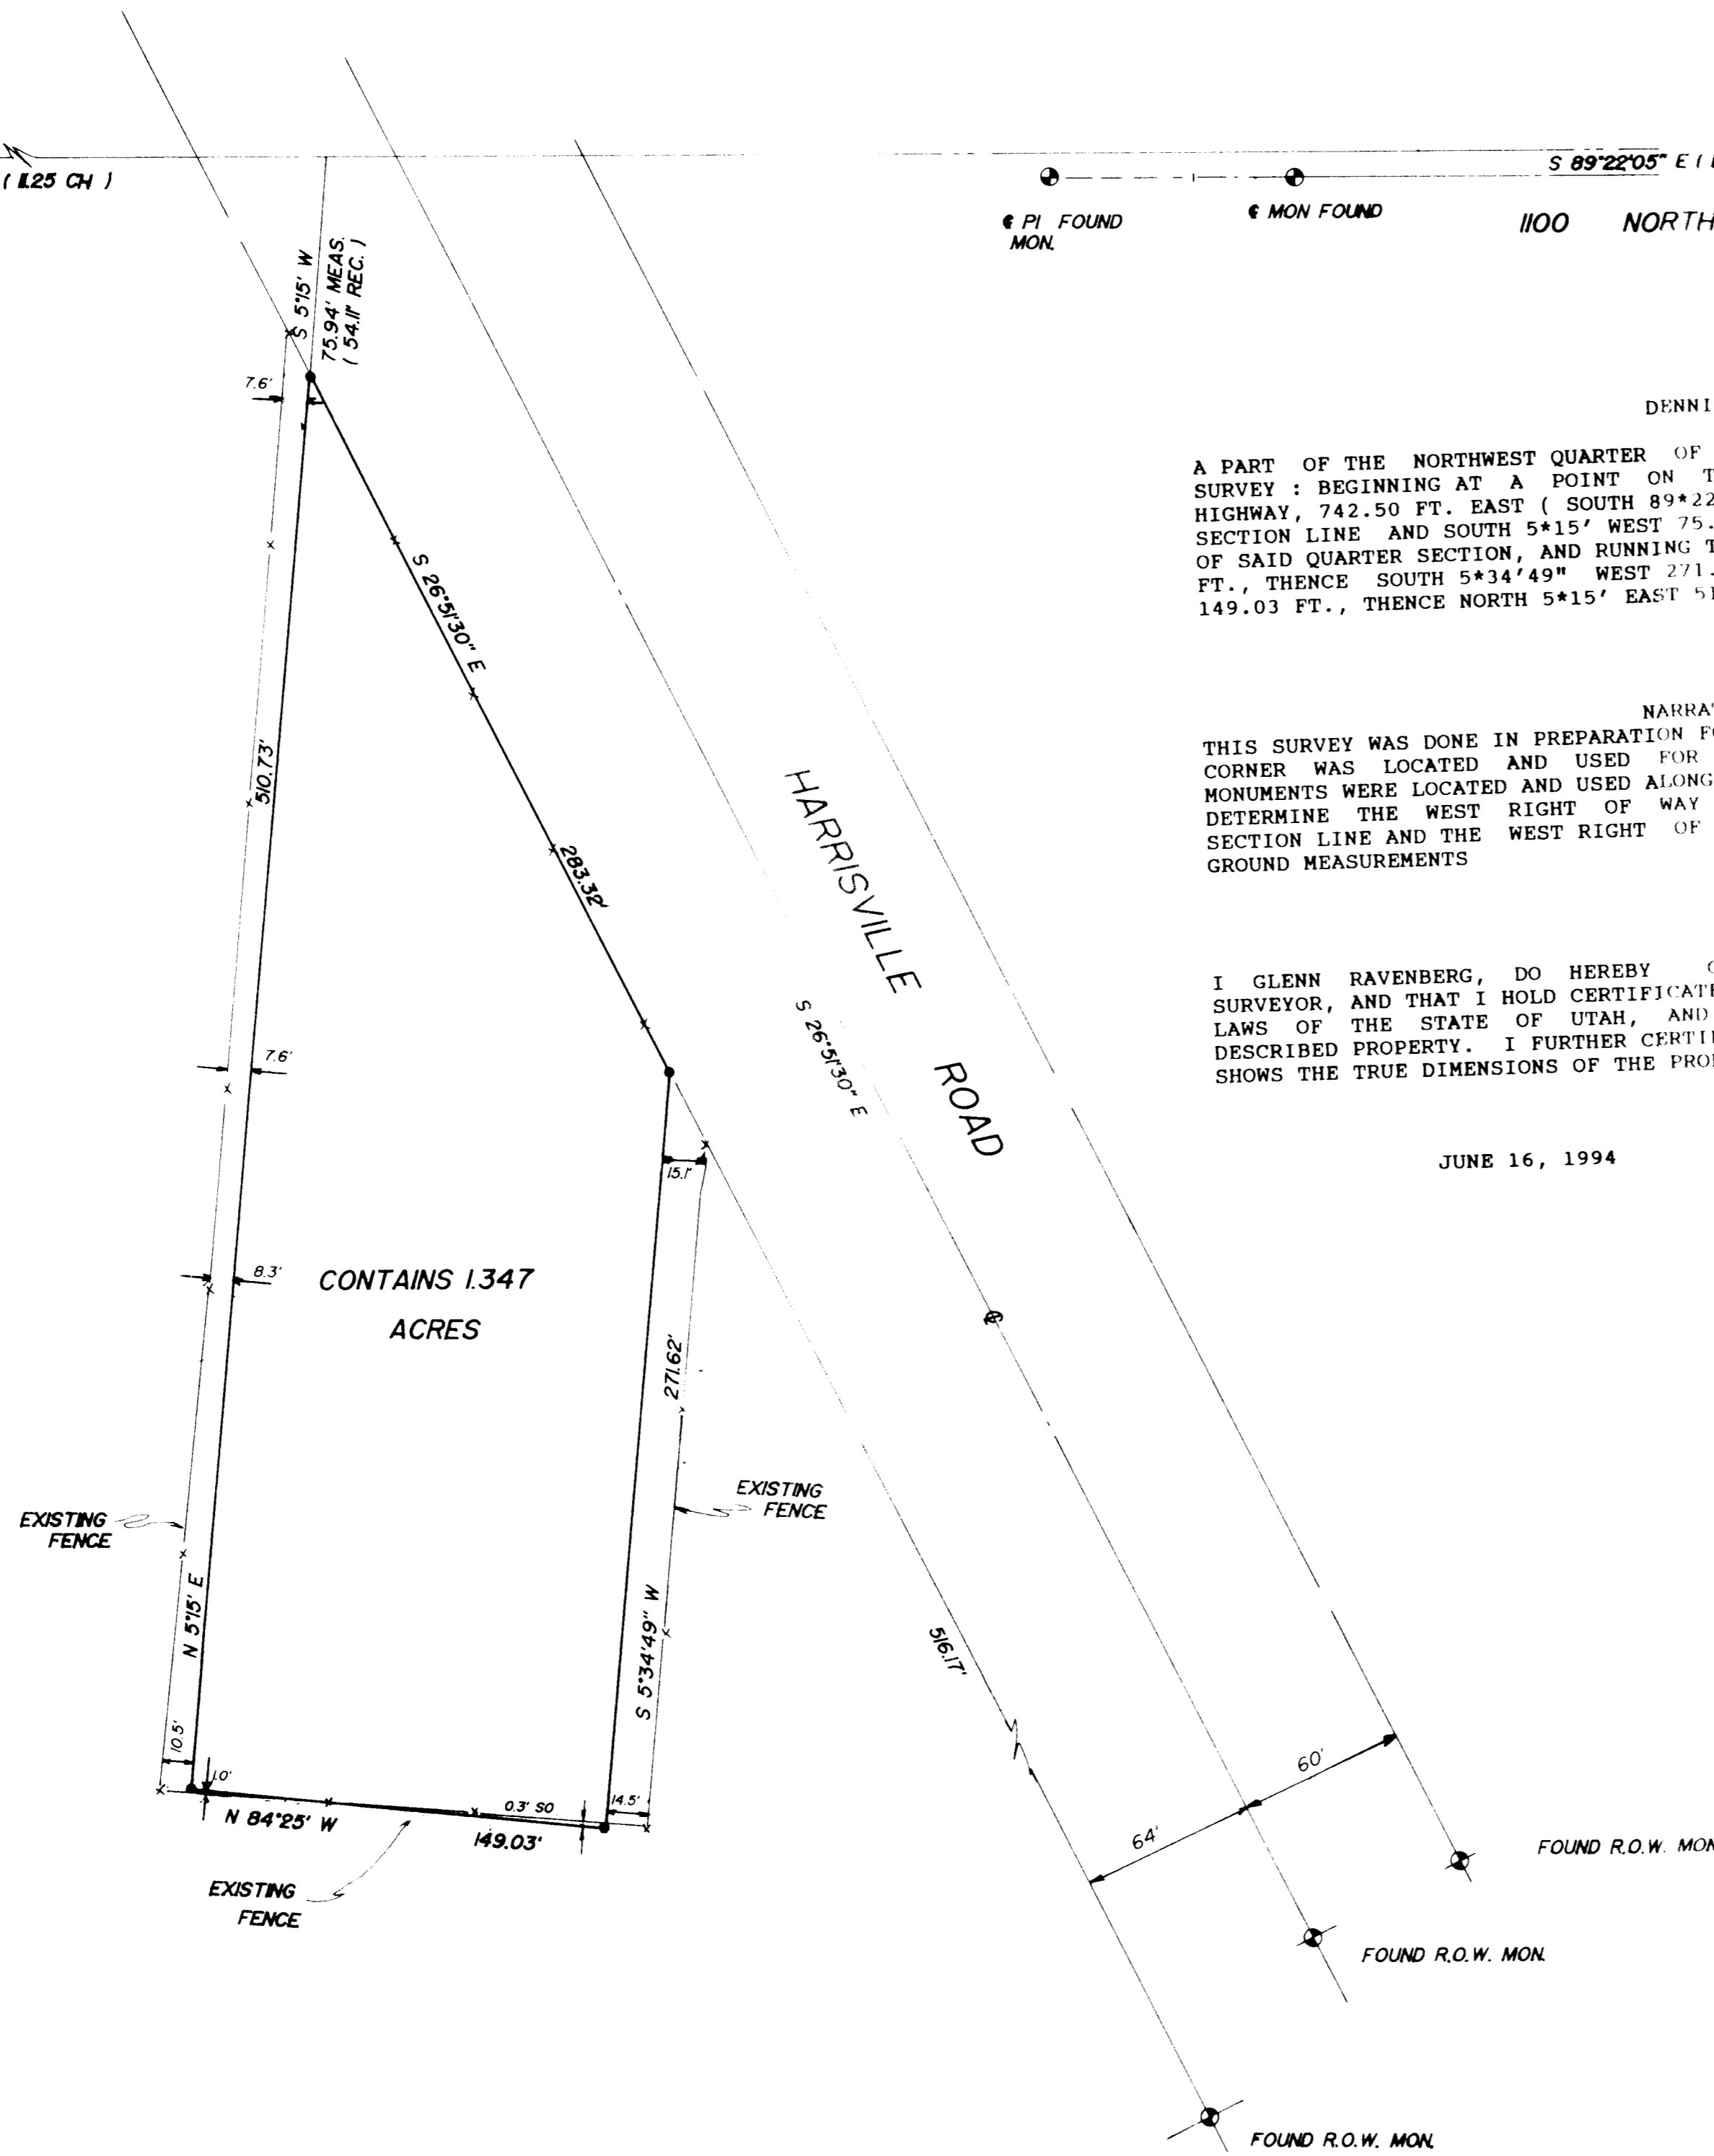 ( 11.25 CH )
S 89°22'05" E (
℄ PI FOUND
MON.
℄ MON FOUND
1100 NORTH
S 5°15' W
75.94' MEAS.
( 54.11' REC. )
7.6'
DENNI
A PART OF THE NORTHWEST QUARTER OF
SURVEY : BEGINNING AT A POINT ON T
HIGHWAY, 742.50 FT. EAST ( SOUTH 89*22
SECTION LINE AND SOUTH 5*15' WEST 75.
OF SAID QUARTER SECTION, AND RUNNING T
FT., THENCE SOUTH 5*34'49" WEST 271.
149.03 FT., THENCE NORTH 5*15' EAST 51
S 26°51'30" E
510.73'
283.32'
NARRA
THIS SURVEY WAS DONE IN PREPARATION FO
CORNER WAS LOCATED AND USED FOR
MONUMENTS WERE LOCATED AND USED ALONG
DETERMINE THE WEST RIGHT OF WAY
SECTION LINE AND THE WEST RIGHT OF
GROUND MEASUREMENTS
HARRISVILLE ROAD
S 26°51'30" E
I GLENN RAVENBERG, DO HEREBY C
SURVEYOR, AND THAT I HOLD CERTIFICATE
LAWS OF THE STATE OF UTAH, AND
DESCRIBED PROPERTY. I FURTHER CERTI
SHOWS THE TRUE DIMENSIONS OF THE PRO
JUNE 16, 1994
7.6'
15.1'
8.3'
CONTAINS 1.347
ACRES
271.62'
EXISTING
FENCE
EXISTING
FENCE
N 5°15' E
S 5°34'49" W
516.17'
10.5'
1.0'
N 84°25' W
0.3' SO
149.03'
14.5'
60'
64'
EXISTING
FENCE
FOUND R.O.W. MON
FOUND R.O.W. MON.
FOUND R.O.W. MON.